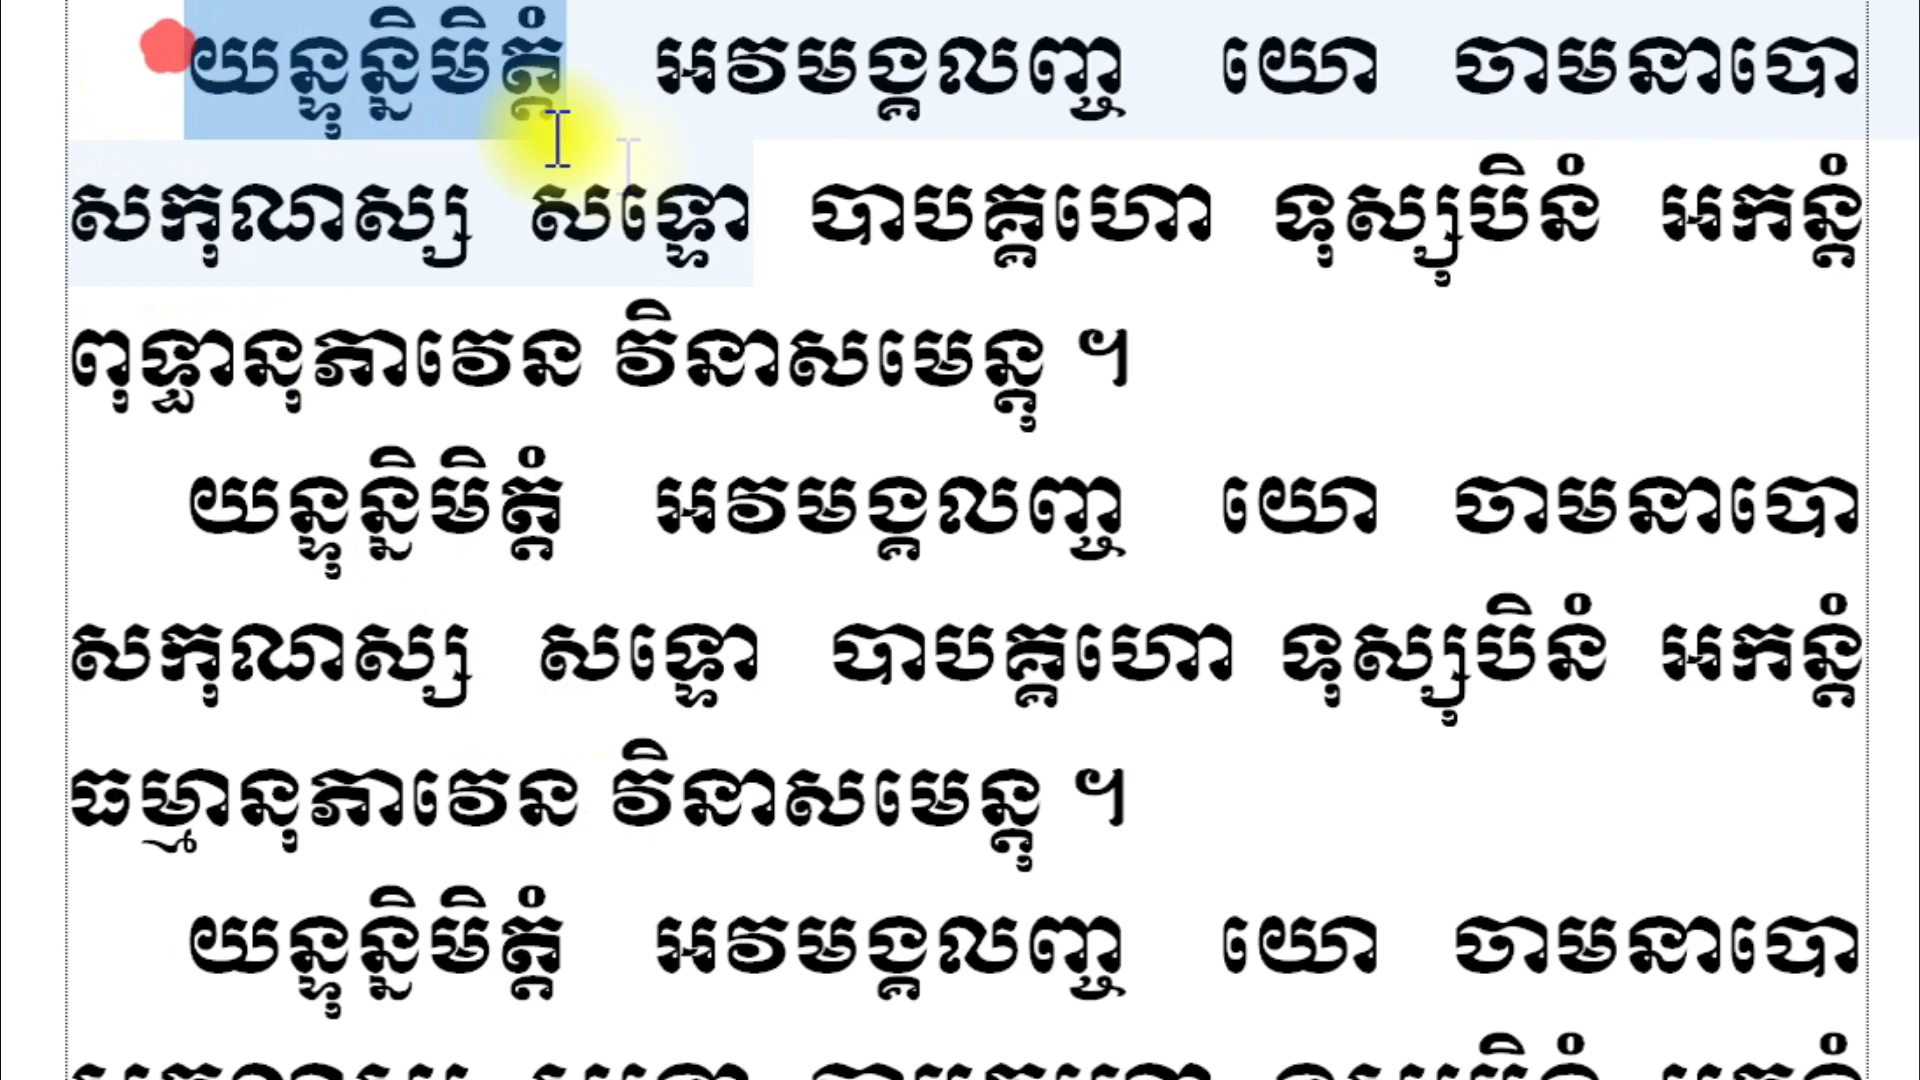 យន្ទុន្និមិត្តំ អវមង្គលញ្ច យោ ចាមនាបោ
សកុណស្ស សទ្ទោ បាបគ្គហោ ទុស្សុបិនំ អកន្តំ
ពុទ្ធានុភាវេន វិនាសមេន្តុ ។
យន្ទុន្និមិត្តំ អវមង្គលញ្ច យោ ចាមនាបោ
សកុណស្ស សទ្ទោ បាបគ្គហោ ទុស្សុបិនំ អកន្តំ
ធម្មានុភាវេន វិនាសមេន្តុ ។
យន្ទុន្និមិត្តំ អវមង្គលញ្ច យោ ចាមនាបោ